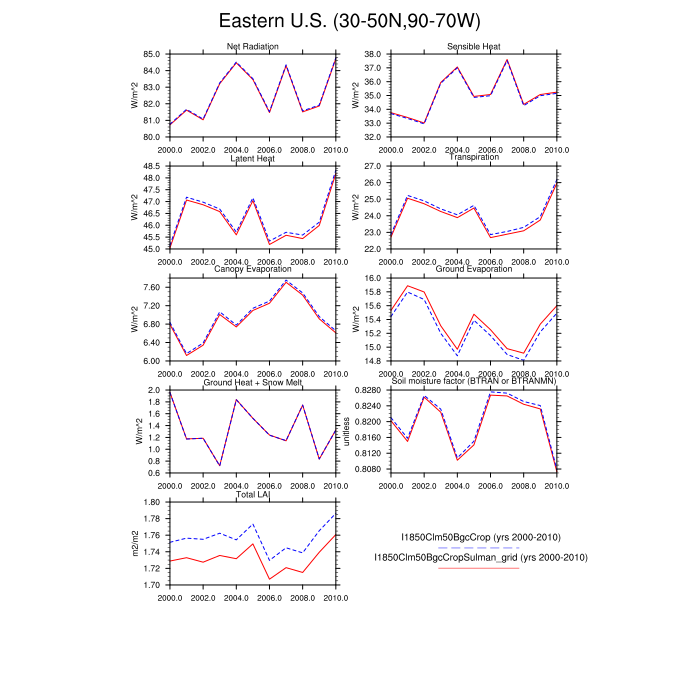 Eastern U.S. (30-50N,90-70W)
Net Radiation
Sensible Heat
85.0
84.0
83.0
82.0
81.0
80.0
W/m^2
2000.0 2002.0 2004.0 2006.0 2008.0 2010.0
38.0
37.0
36.0
35.0
34.0
33.0
32.0
W/m^2
2000.0 2002.0 2004.0 2006.0 2008.0 2010.0
Latent Heat
Transpiration
48.5
48.0
47.5
47.0
46.5
46.0
45.5
45.0
W/m^2
2000.0 2002.0 2004.0 2006.0 2008.0 2010.0
27.0
26.0
25.0
24.0
23.0
22.0
W/m^2
2000.0 2002.0 2004.0 2006.0 2008.0 2010.0
Canopy Evaporation
Ground Evaporation
7.60
7.20
6.80
6.40
6.00
W/m^2
2000.0 2002.0 2004.0 2006.0 2008.0 2010.0
16.0
15.8
15.6
15.4
15.2
15.0
14.8
W/m^2
2000.0 2002.0 2004.0 2006.0 2008.0 2010.0
Ground Heat + Snow Melt
Soil moisture factor (BTRAN or BTRANMN)
2.0
1.8
1.6
1.4
1.2
1.0
0.8
0.6
W/m^2
2000.0 2002.0 2004.0 2006.0 2008.0 2010.0
0.8280
0.8240
0.8200
0.8160
0.8120
0.8080
unitless
2000.0 2002.0 2004.0 2006.0 2008.0 2010.0
Total LAI
1.80
1.78
1.76
1.74
1.72
1.70
m2/m2
2000.0 2002.0 2004.0 2006.0 2008.0 2010.0
I1850Clm50BgcCrop (yrs 2000-2010)
I1850Clm50BgcCropSulman_grid (yrs 2000-2010)